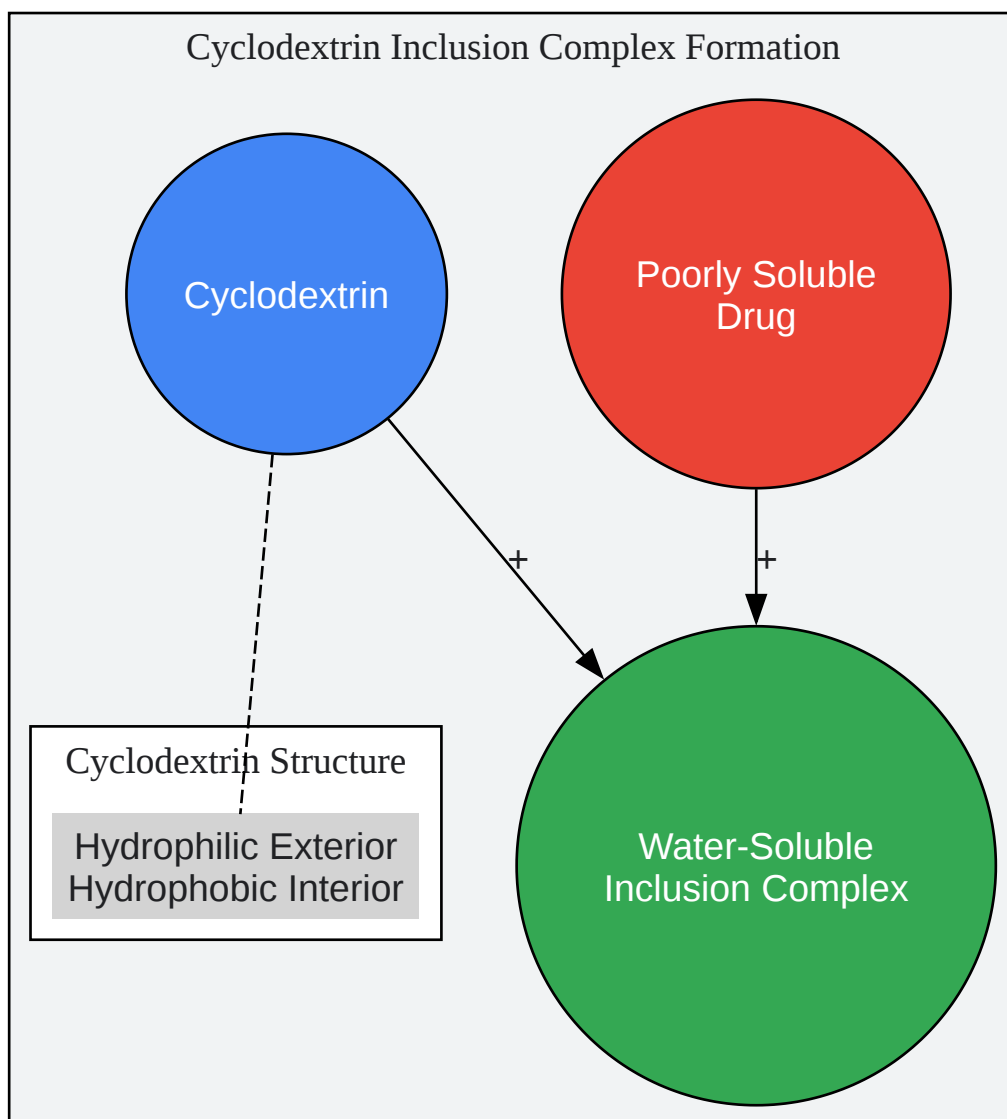 Cyclodextrin Inclusion Complex Formation
Cyclodextrin
Poorly Soluble
Drug
+
+
Cyclodextrin Structure
Hydrophilic Exterior
Hydrophobic Interior
Water-Soluble
Inclusion Complex